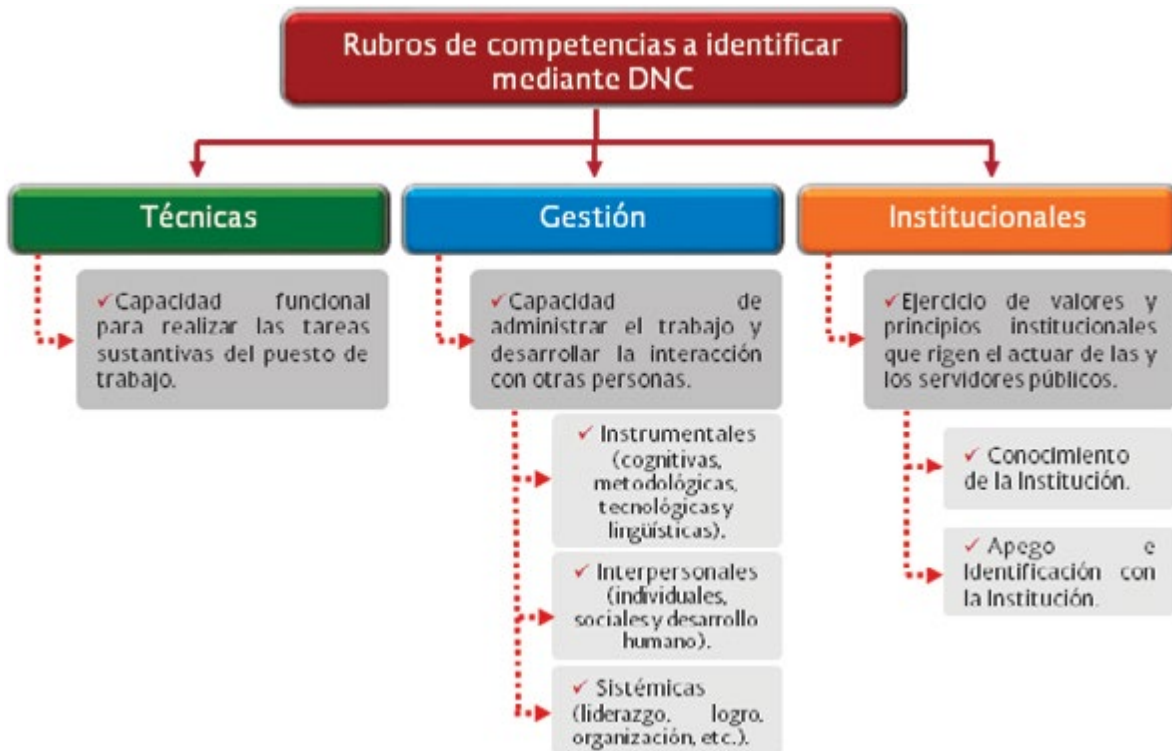 Rubros de competencias a identificar
mediante DNC
Técnicas
✓Capacidad funcional
para realizar las tareas
sustantivas del puesto de
trabajo.
Gestión
✓Capacidad de
administrar el trabajo y
desarrollar la interacción
con otras personas.
✓ Instrumentales
(cognitivas,
metodológicas,
tecnológicas y
lingüísticas).
✓ Interpersonales
(individuales,
sociales y desarrollo
humano).
✓ Sistémicas
(liderazgo, logro,
organización, etc.).
Institucionales
✓Ejercicio de valores y
principios institucionales
que rigen el actuar de las y
los servidores públicos.
✓ Conocimiento
de la Institución.
✓ Apego e
Identificación con
la Institución.